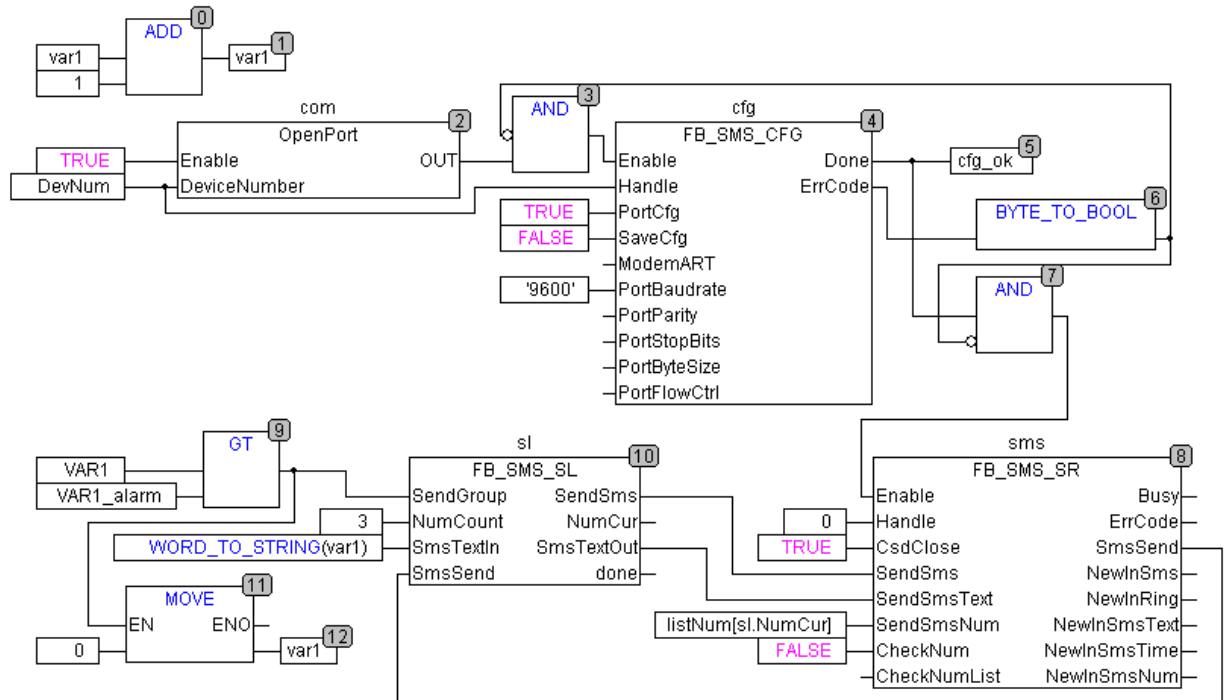 0
ADD
var1
1
var1
1
com
OpenPort
2
TRUE
Enable
OUT
DevNum
DeviceNumber
3
AND
cfg
FB_SMS_CFG
4
Enable
Done
Handle
ErrCode
TRUE
PortCfg
FALSE
SaveCfg
ModemART
'9600'
PortBaudrate
PortParity
PortStopBits
PortByteSize
PortFlowCtrl
5
cfg_ok
6
BYTE_TO_BOOL
7
AND
9
GT
VAR1
VAR1_alarm
sl
FB_SMS_SL
10
SendGroup
SendSms
3
NumCount
NumCur
WORD_TO_STRING(var1)
SmsTextIn
SmsTextOut
SmsSend
done
11
MOVE
EN
ENO
0
var1
12
sms
FB_SMS_SR
8
Enable
Busy
0
Handle
ErrCode
TRUE
CsdClose
SmsSend
SendSms
NewInSms
SendSmsText
NewInRing
listNum[sl.NumCur]
SendSmsNum
NewInSmsText
FALSE
CheckNum
NewInSmsTime
CheckNumList
NewInSmsNum